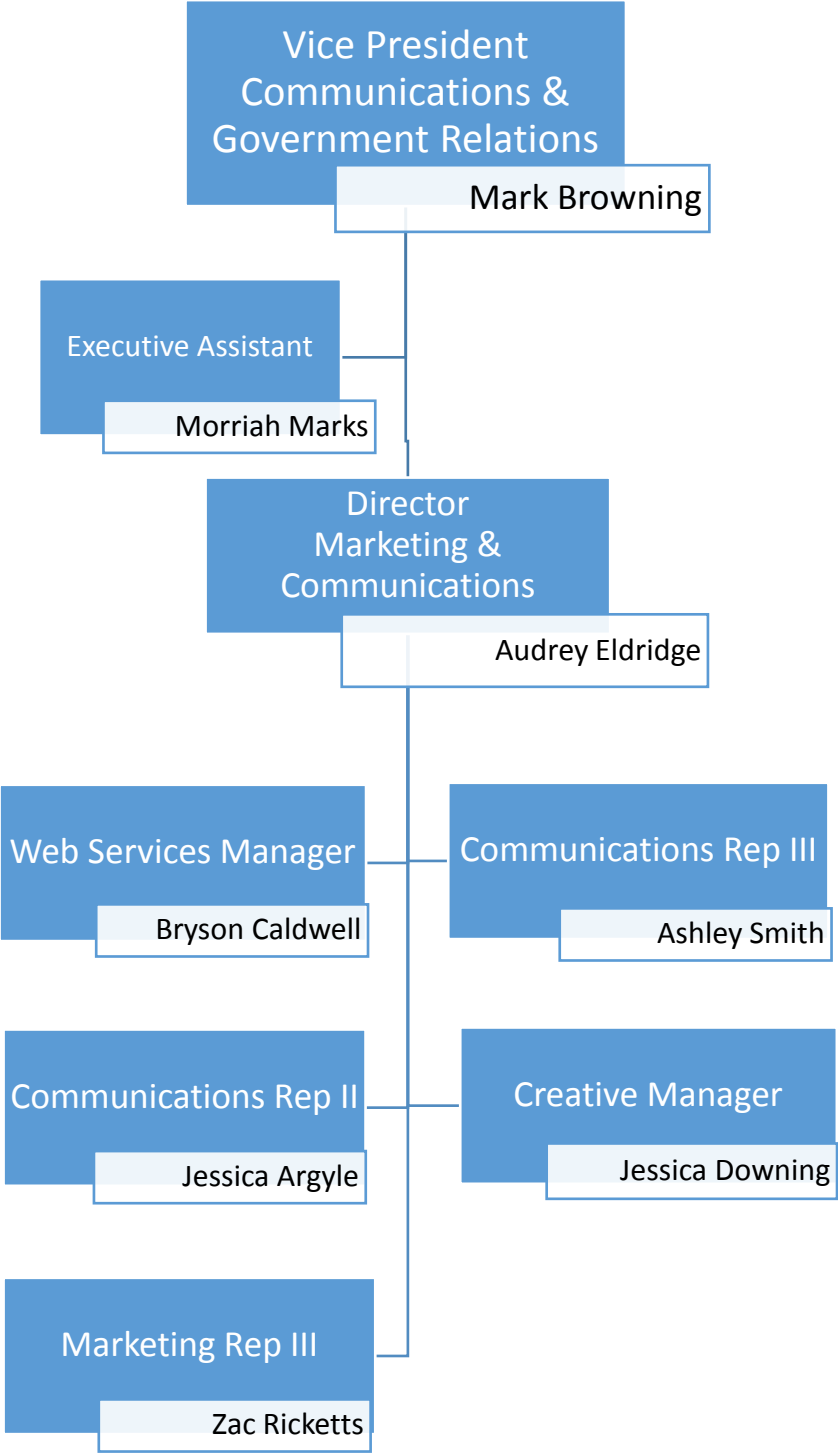 Vice President
Communications &
Government Relations
Mark Browning
Executive Assistant
Morriah Marks
Director
Marketing &
Communications
Audrey Eldridge
Web Services Manager
Bryson Caldwell
Communications Rep III
Ashley Smith
Communications Rep II
Jessica Argyle
Creative Manager
Jessica Downing
Marketing Rep III
Zac Ricketts